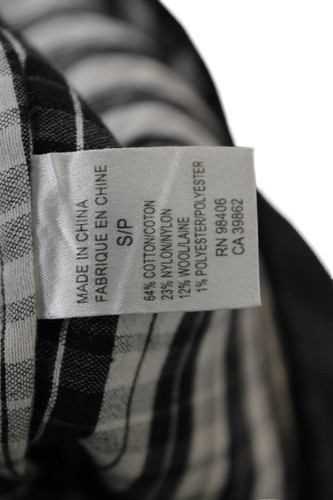 MADE IN CHINA
FABRIQUE EN CHINE
S/P
64% COTTON/COTON
23% NYLON/NYLON
12% WOOL/LAINE
1% POLYESTER/POLYESTER
RN 98406
CA 39862